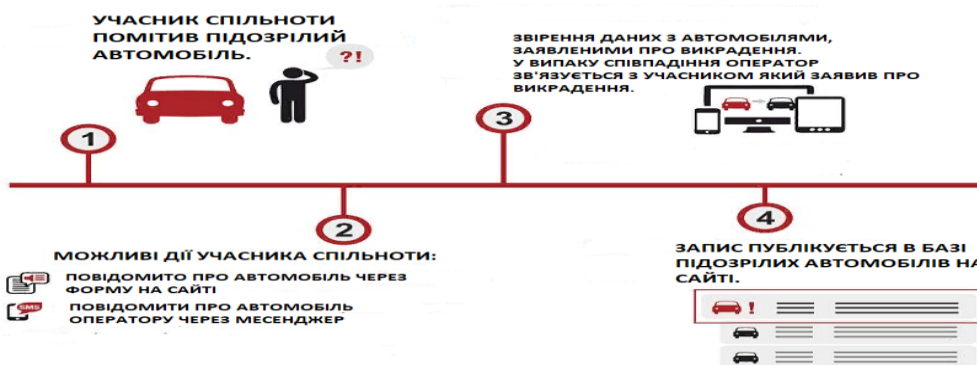 УЧАСНИК СПІЛЬНОТИ
ПОМІТИВ ПІДОЗРІЛИЙ
АВТОМОБІЛЬ.
?!
1
2
МОЖЛИВІ ДІЇ УЧАСНИКА СПІЛЬНОТИ:
ПОВІДОМИТО ПРО АВТОМОБІЛЬ ЧЕРЕЗ
ФОРМУ НА САЙТІ
SMS
ПОВІДОМИТИ ПРО АВТОМОБІЛЬ
ОПЕРАТОРУ ЧЕРЕЗ МЕСЕНДЖЕР
3
ЗВІРЕННЯ ДАНИХ З АВТОМОБІЛЯМИ,
ЗАЯВЛЕНИМИ ПРО ВИКРАДЕННЯ.
У ВИПАКУ СПІВПАДІННЯ ОПЕРАТОР
ЗВ'ЯЗУЄТЬСЯ З УЧАСНИКОМ ЯКИЙ ЗАЯВИВ ПРО
ВИКРАДЕННЯ.
4
ЗАПИС ПУБЛІКУЄТЬСЯ В БАЗІ
ПІДОЗРІЛИХ АВТОМОБІЛІВ НА
САЙТІ.
!